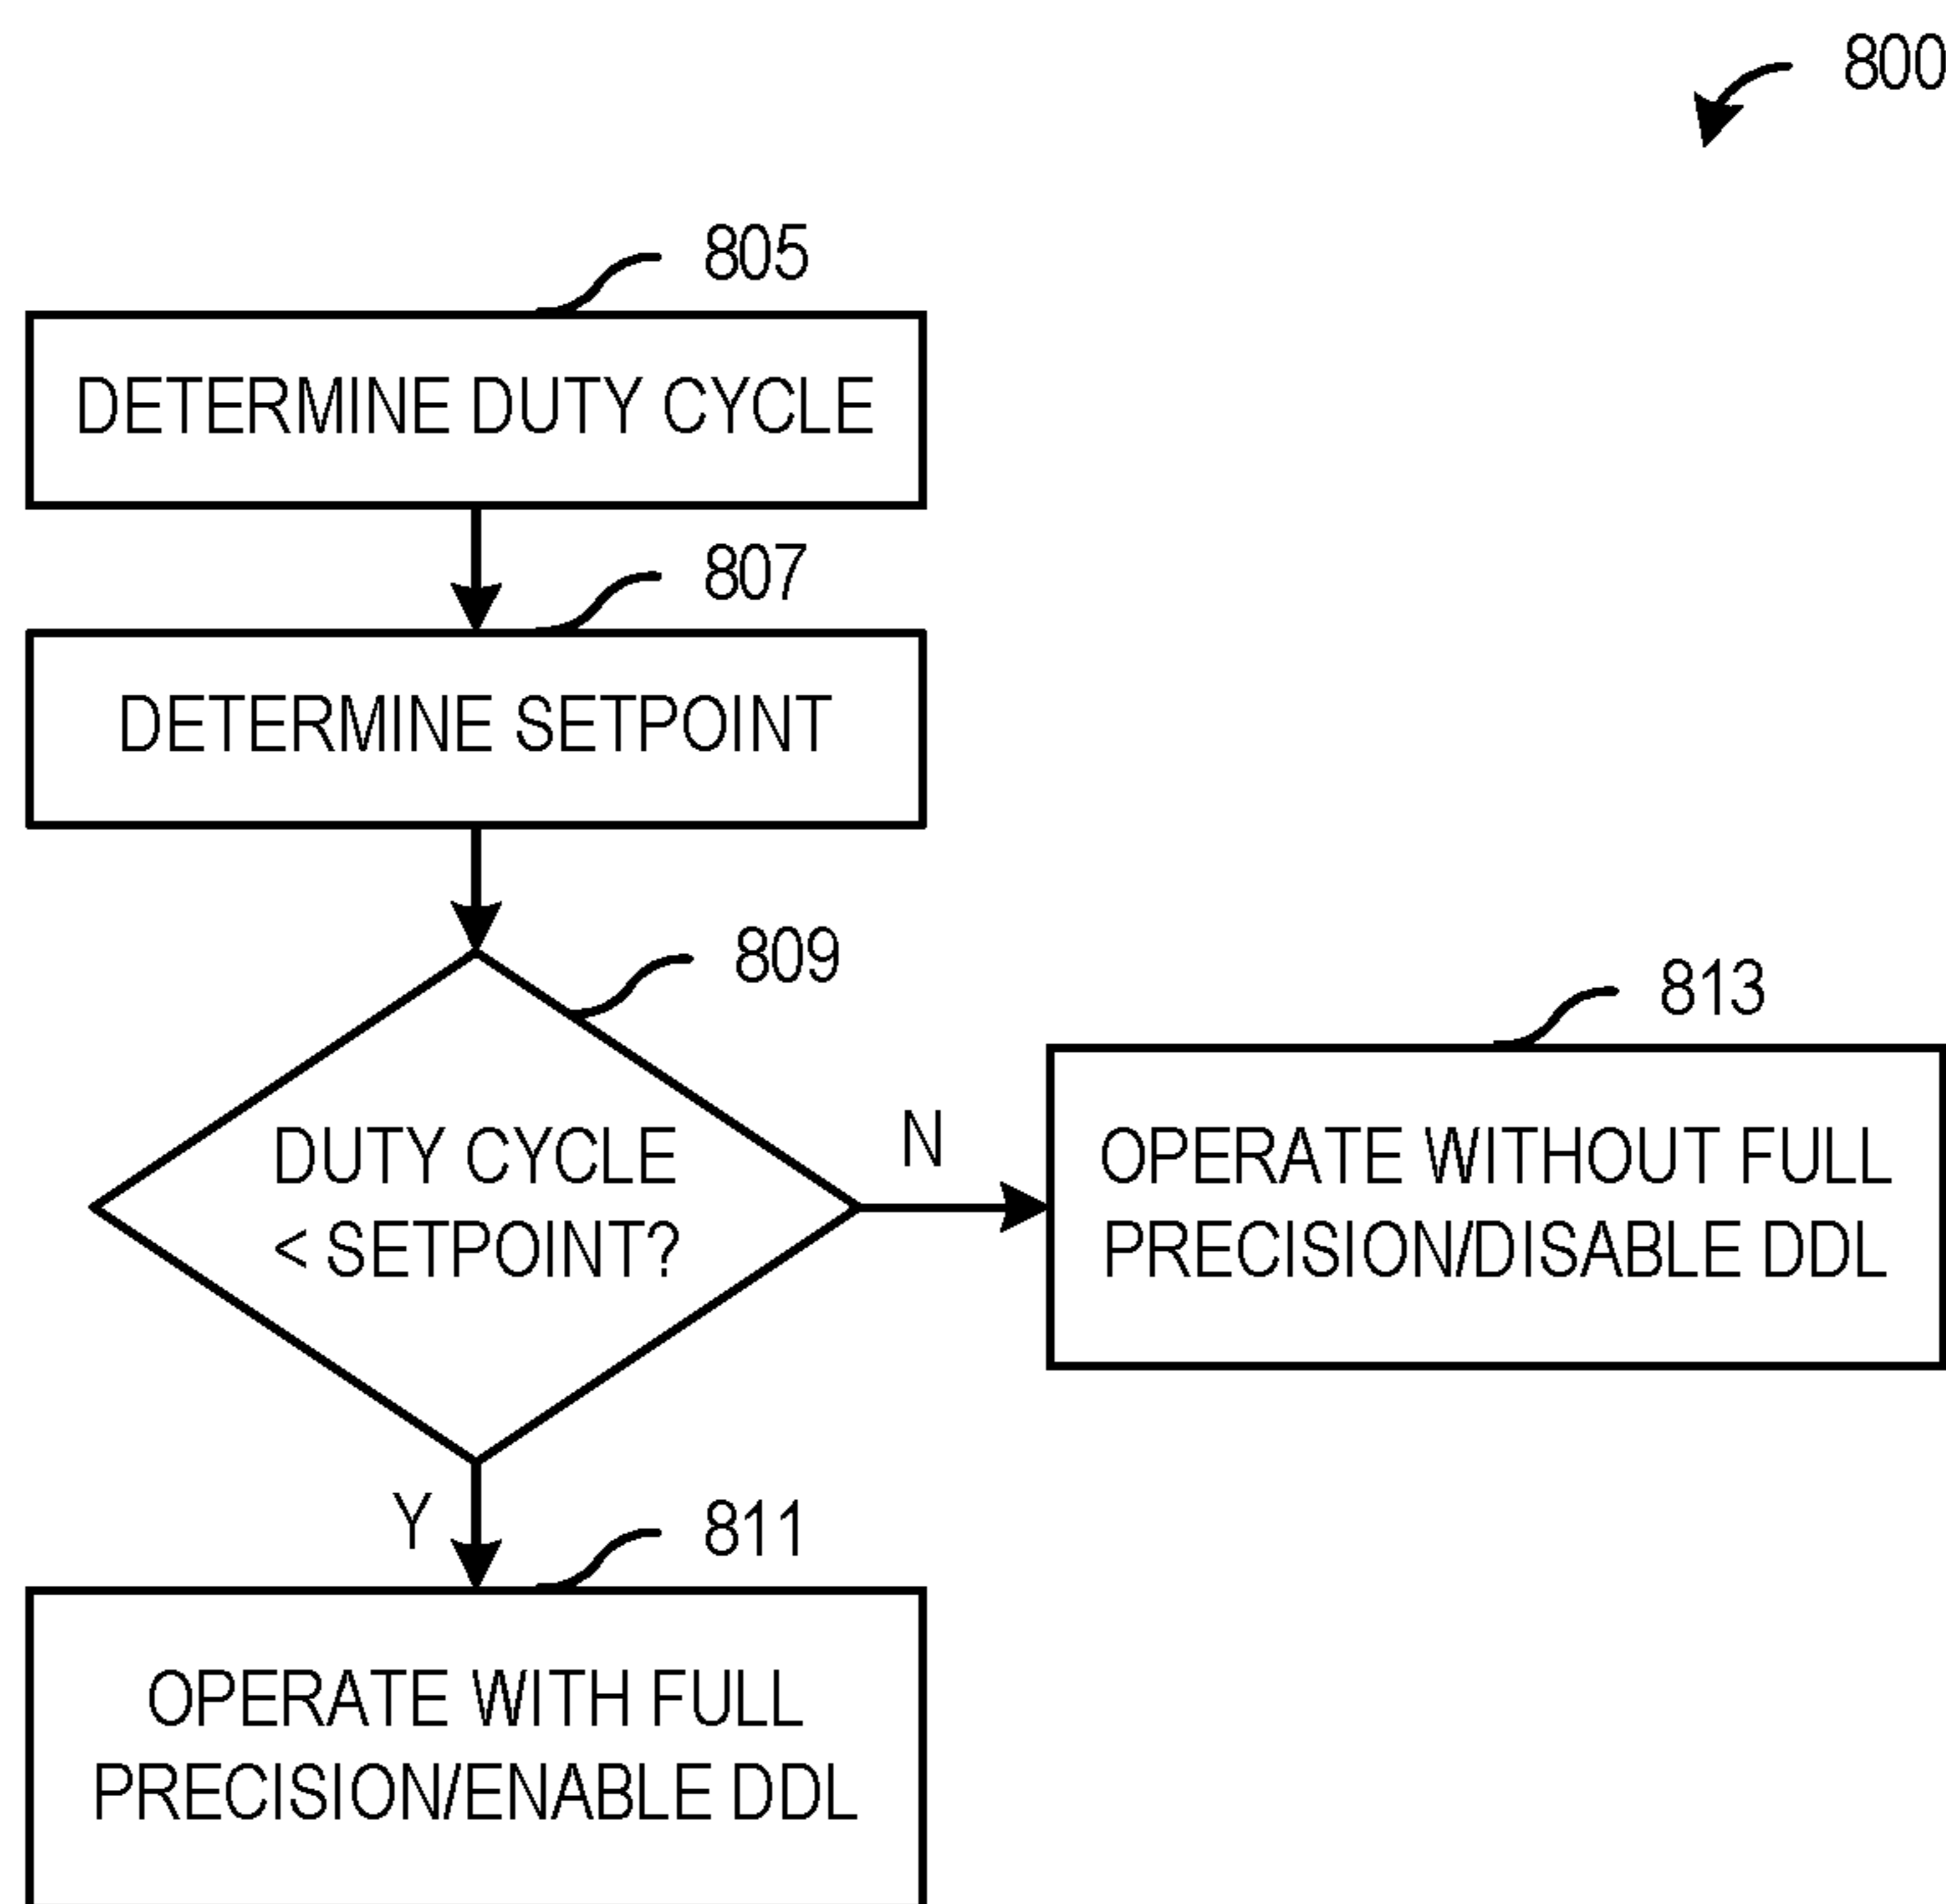 800
805
DETERMINE DUTY CYCLE
807
DETERMINE SETPOINT
809
DUTY CYCLE
< SETPOINT?
N
813
OPERATE WITHOUT FULL
PRECISION/DISABLE DDL
Y
811
OPERATE WITH FULL
PRECISION/ENABLE DDL